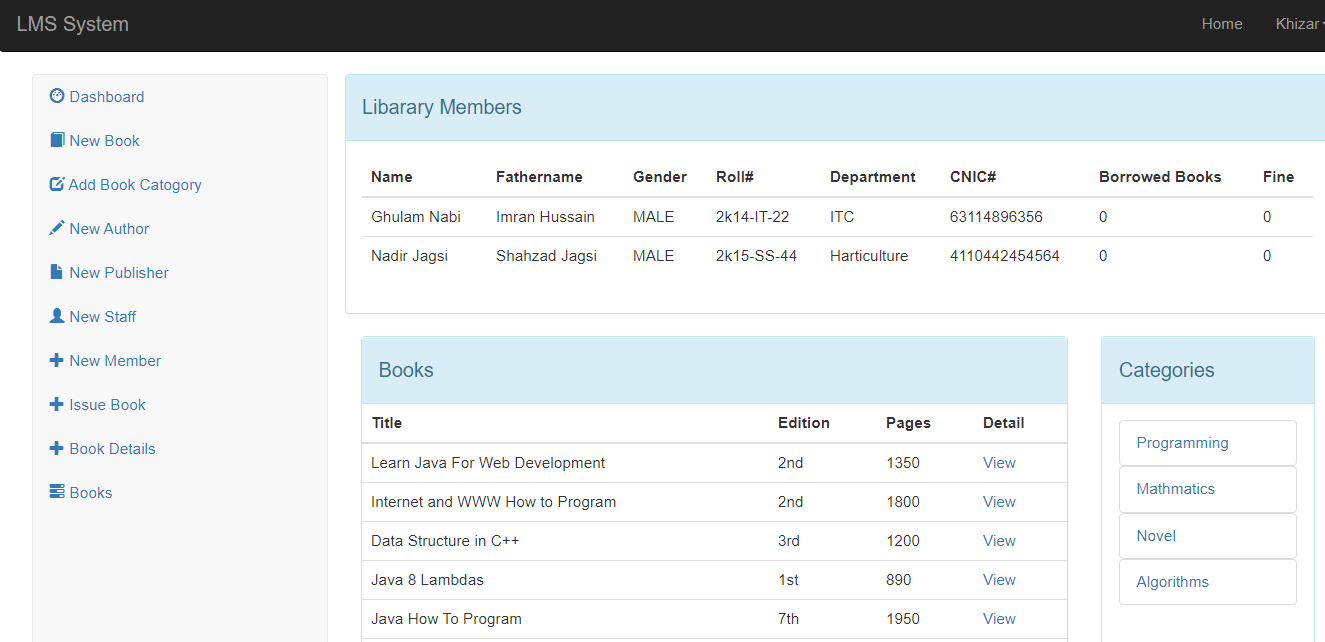 LMS System Home Khizar
Dashboard
New Book
Add Book Catogory
New Author
New Publisher
New Staff
New Member
Issue Book
Book Details
Books
Libarary Members
Name Fathername Gender Roll# Department CNIC# Borrowed Books Fine
Ghulam Nabi Imran Hussain MALE 2k14-IT-22 ITC 63114896356 0 0
Nadir Jagsi Shahzad Jagsi MALE 2k15-SS-44 Harticulture 4110442454564 0 0
Books
Title Edition Pages Detail
Learn Java For Web Development 2nd 1350 View
Internet and WWW How to Program 2nd 1800 View
Data Structure in C++ 3rd 1200 View
Java 8 Lambdas 1st 890 View
Java How To Program 7th 1950 View
Categories
Programming
Mathmatics
Novel
Algorithms